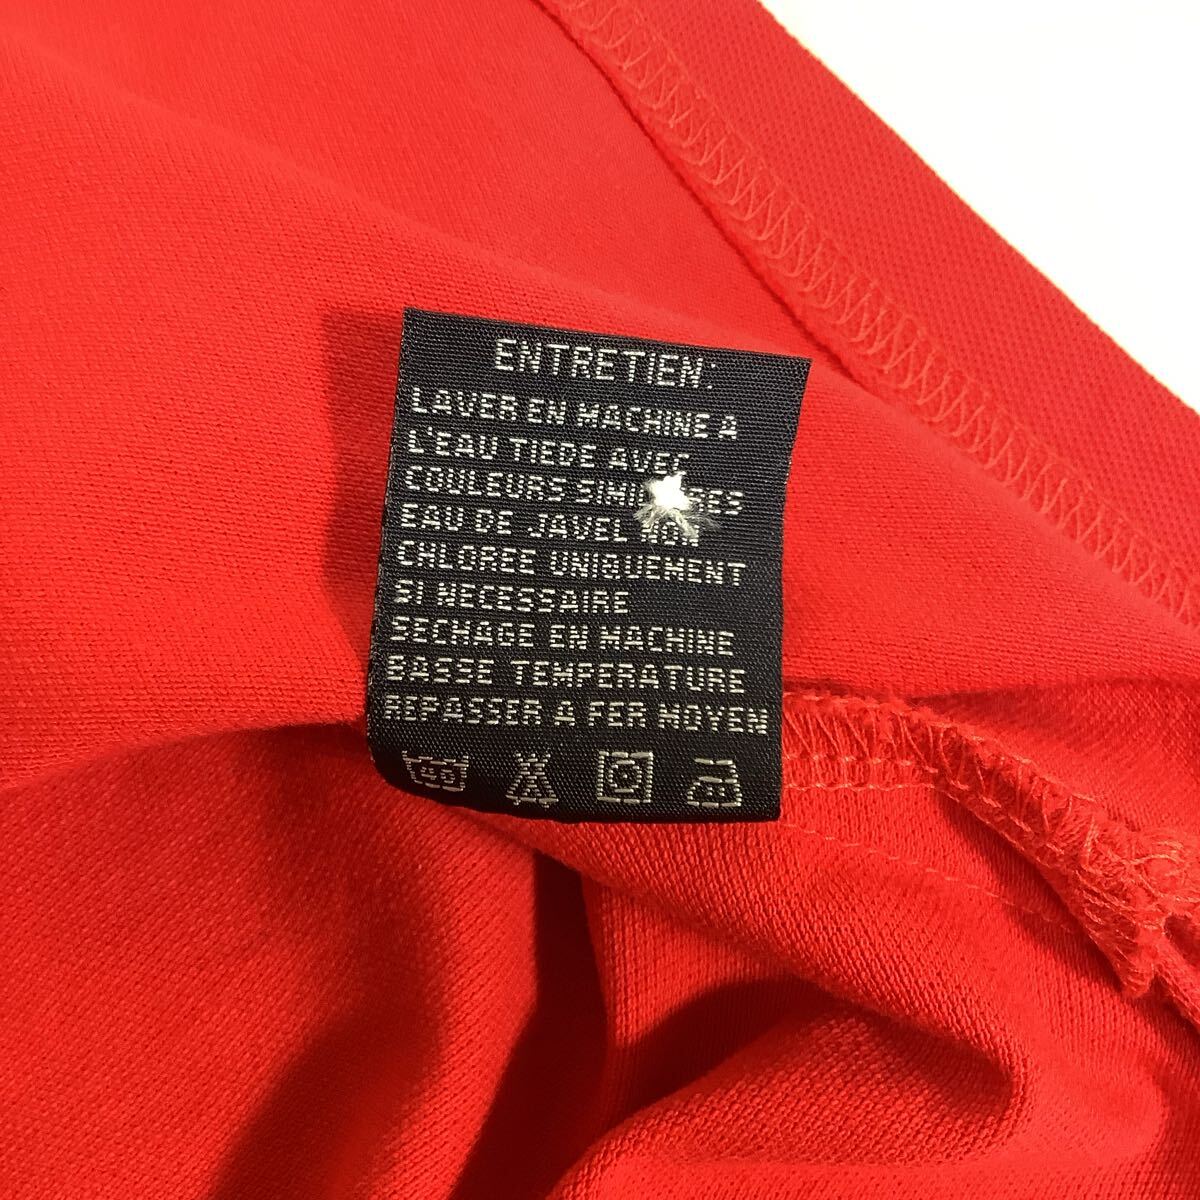 ENTRETIEN:
LAVER EN MACHINE A
L'EAU TIEDE AVEC
COULEURS
EAU DE JAVEL NON
CHLOREE UNIQUEMENT
SI NECESSAIRE
SECHAGE EN MACHINE
BASSE TEMPERATURE
REPASSER A FER MOYEN